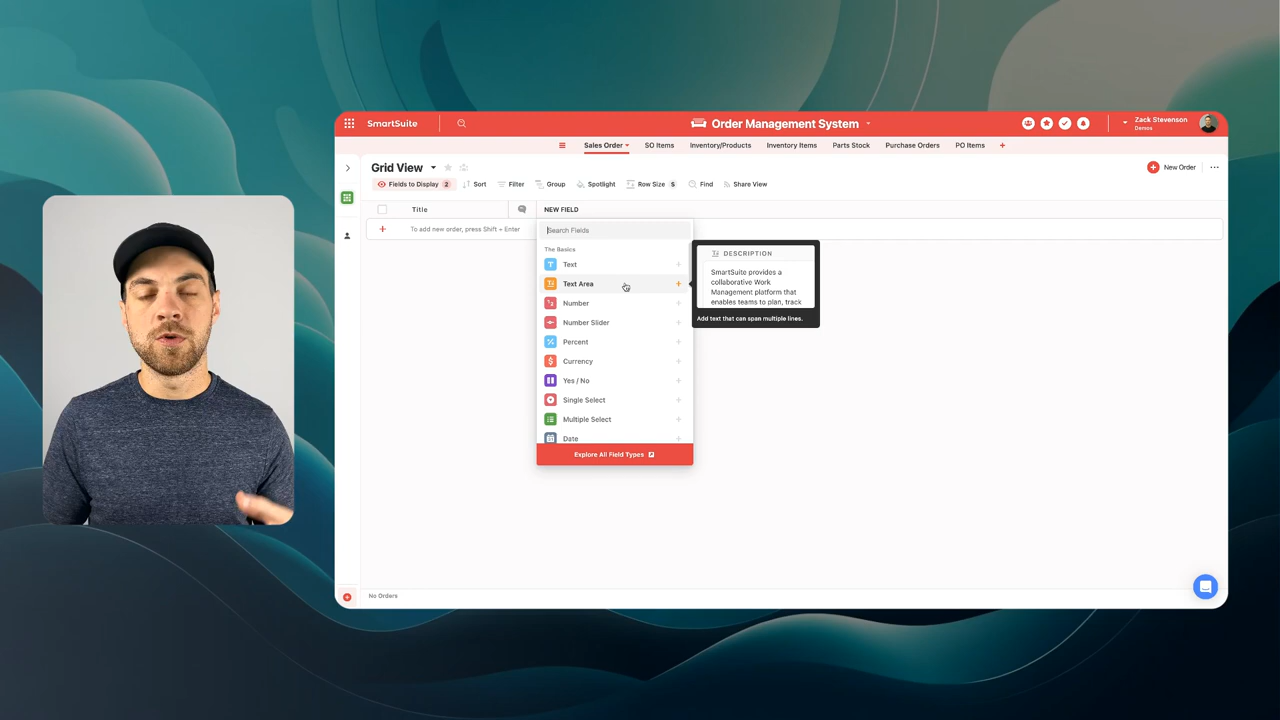 SmartSuite
Order Management System
Zack Stevenson
Demos
Sales Order
SO Items
Inventory/Products
Inventory Items
Parts Stock
Purchase Orders
PO Items
Grid View
New Order
Fields to Display 2
Sort
Filter
Group
Spotlight
Row Size S
Find
Share View
Title
NEW FIELD
To add new order, press Shift + Enter
Search Fields
The Basics
Text
Text Area
Number
Number Slider
Percent
Currency
Yes / No
Single Select
Multiple Select
Date
Explore All Field Types
DESCRIPTION
SmartSuite provides a
collaborative Work
Management platform that
enables teams to plan, track
Add text that can span multiple lines.
No Orders